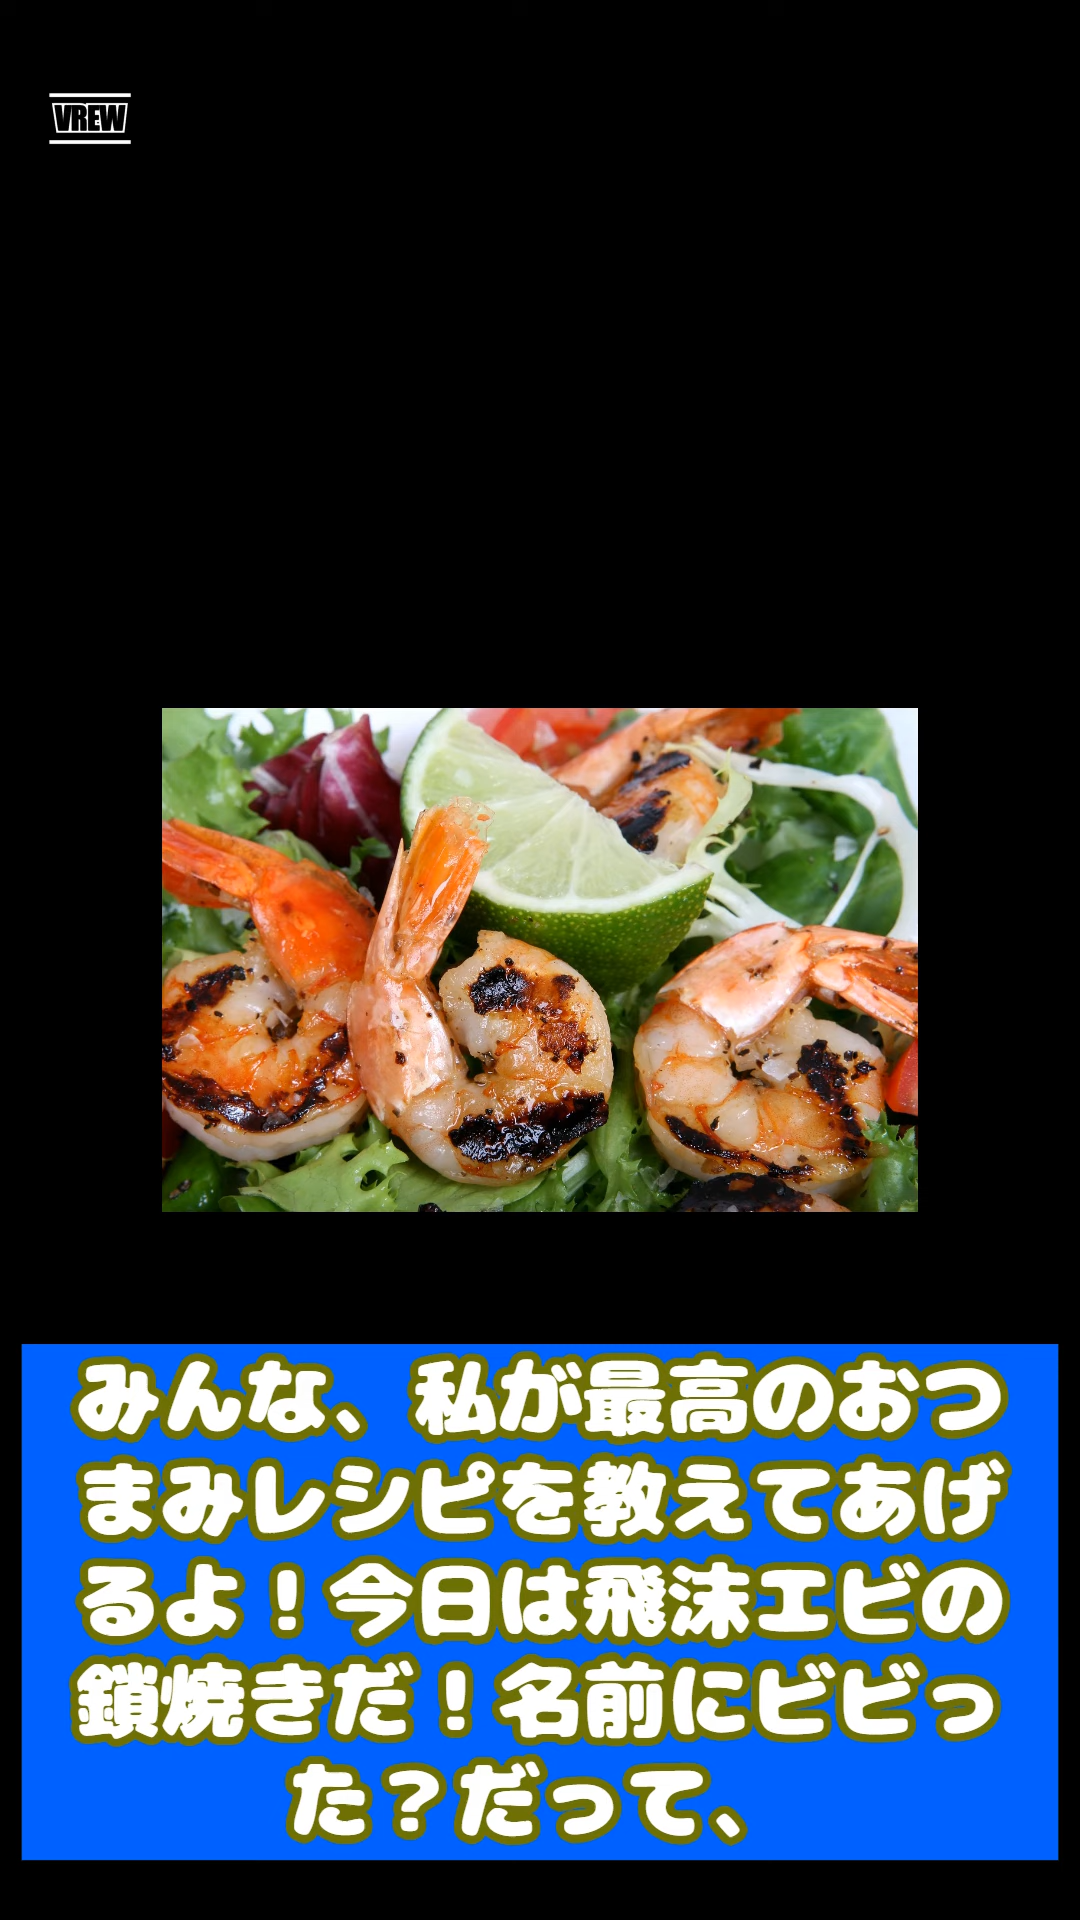 VREW
みんな、私が最高のおつ
まみレシピを教えてあげ
るよ！今日は飛沫エビの
鎖焼きだ！名前にビビっ
た？だって、